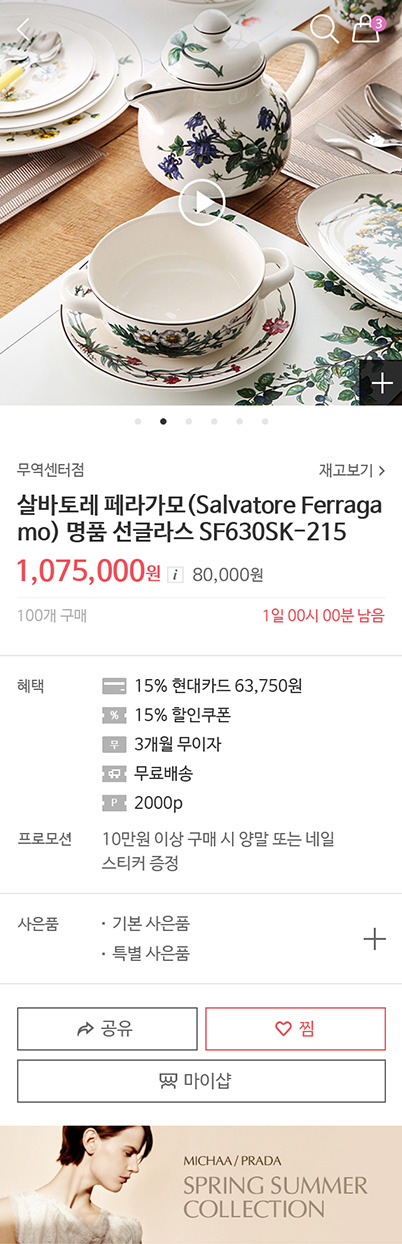 3
무역센터점
재고보기 >
살바토레 페라가모(Salvatore Ferraga
mo) 명품 선글라스 SF630SK-215
1,075,000원 i 80,000원
100개 구매
1일 00시 00분 남음
혜택
15% 현대카드 63,750원
% 15% 할인쿠폰
무 3개월 무이자
무료배송
P 2000p
프로모션
10만원 이상 구매 시 양말 또는 네일
스티커 증정
사은품
· 기본 사은품
· 특별 사은품
공유
찜
마이샵
MICHAA / PRADA
SPRING SUMMER
COLLECTION